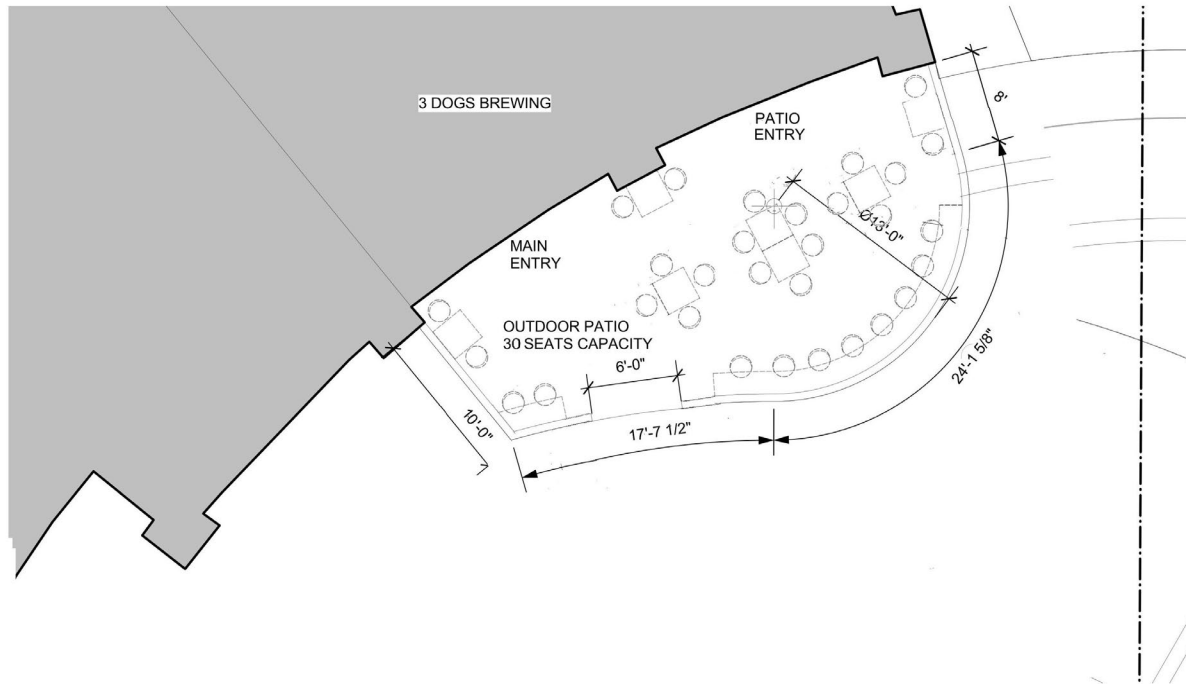 3 DOGS BREWING
PATIO
ENTRY
8'
Ø13'-0"
MAIN
ENTRY
OUTDOOR PATIO
30 SEATS CAPACITY
6'-0"
10'-0"
17'-7 1/2"
24'-1 5/8"